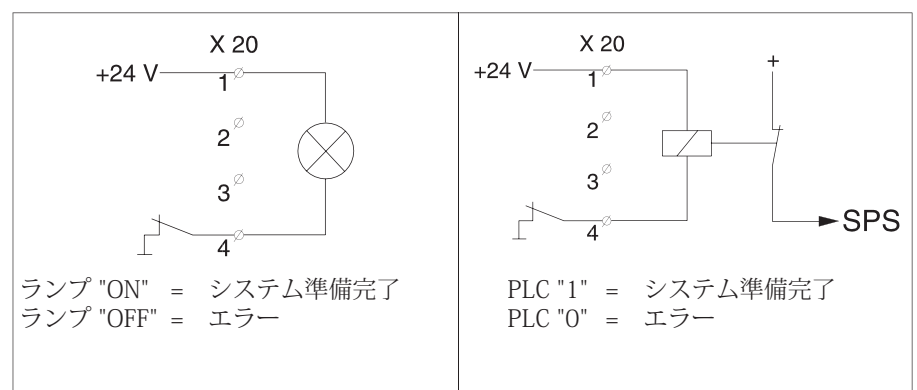 X 20
+24 V
1
2
3
4
ランプ "ON" = システム準備完了
ランプ "OFF" = エラー
X 20
+24 V
1
+
2
3
4
SPS
PLC "1" = システム準備完了
PLC "0" = エラー